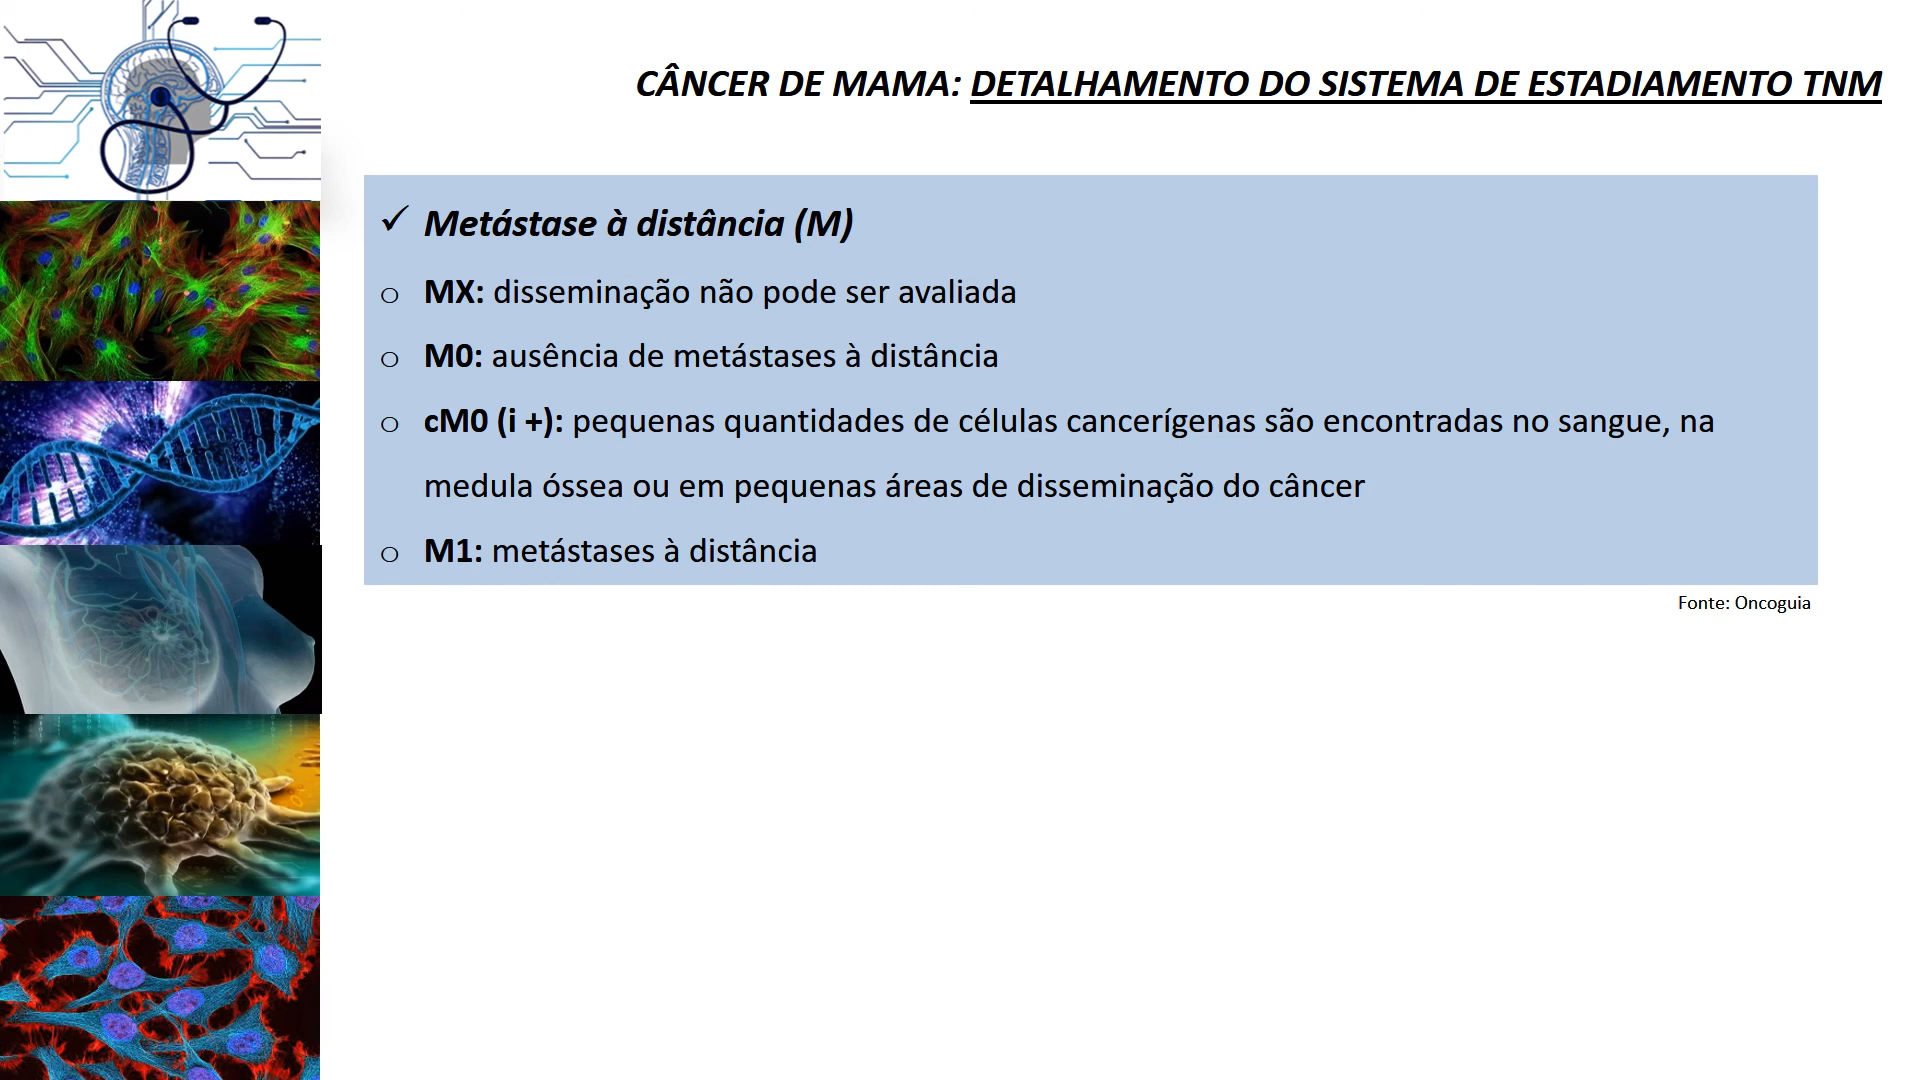 CÂNCER DE MAMA: DETALHAMENTO DO SISTEMA DE ESTADIAMENTO TNM
✓ Metástase à distância (M)
o MX: disseminação não pode ser avaliada
o M0: ausência de metástases à distância
o cM0 (i +): pequenas quantidades de células cancerígenas são encontradas no sangue, na
medula óssea ou em pequenas áreas de disseminação do câncer
o M1: metástases à distância
Fonte: Oncoguia